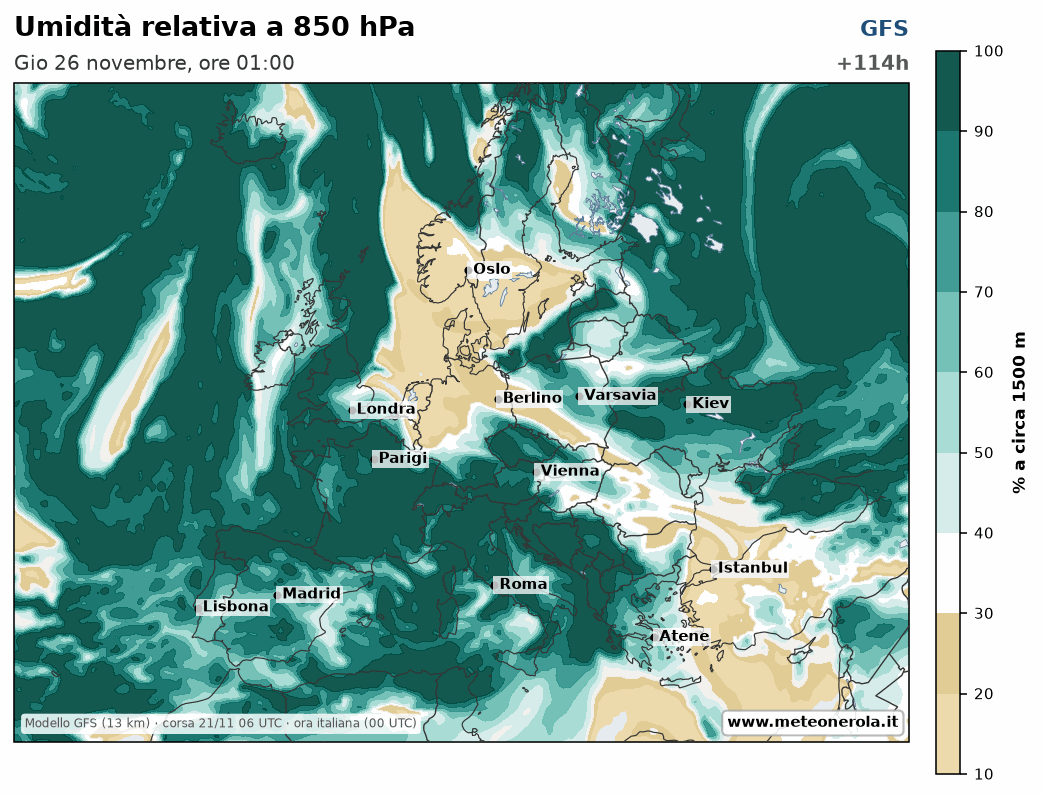 Umidità relativa a 850 hPa
GFS
Gio 26 novembre, ore 01:00
+114h
100
90
80
70
60
50
40
30
20
10
% a circa 1500 m
Oslo
Berlino
Varsavia
Kiev
Londra
Parigi
Vienna
Istanbul
Roma
Madrid
Lisbona
Atene
Modello GFS (13 km) · corsa 21/11 06 UTC · ora italiana (00 UTC)
www.meteonerola.it